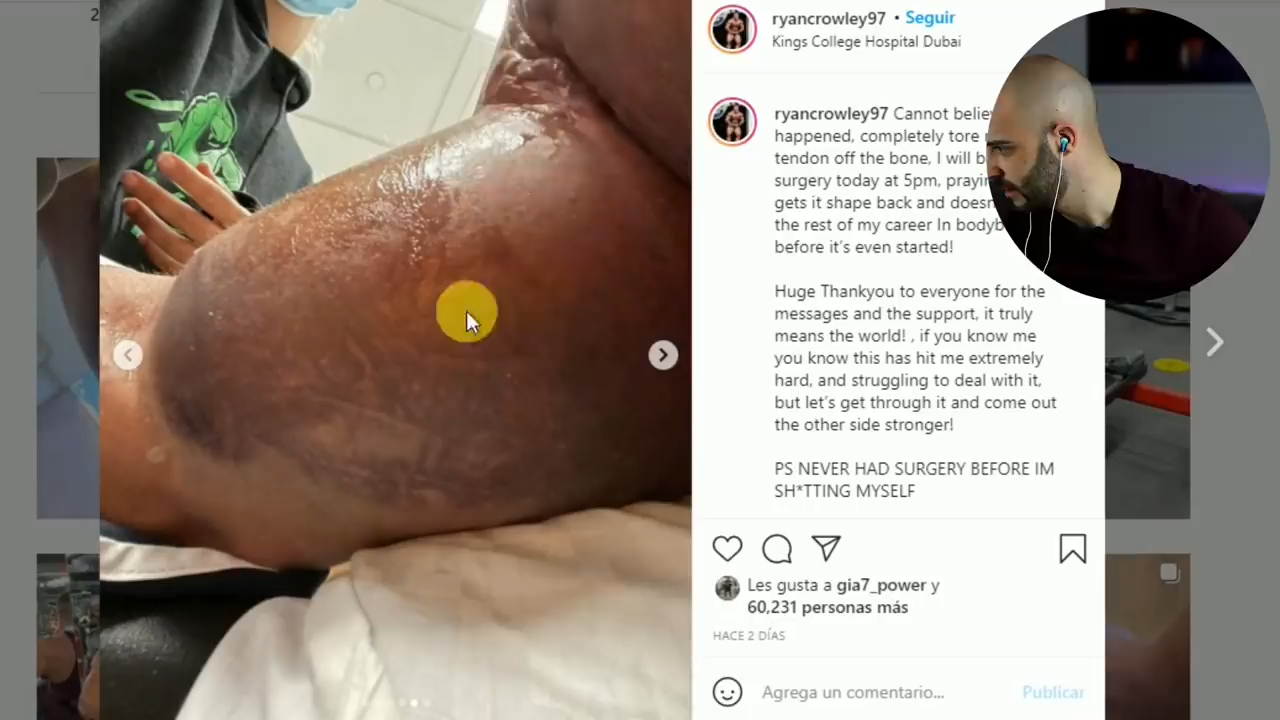 2
ryancrowley97 • Seguir
Kings College Hospital Dubai
ryancrowley97 Cannot
happened, completely tore
tendon off the bone, I will
surgery today at 5pm,
gets it shape back and
the rest of my career In
before it's even started!
Huge Thankyou to everyone for the
messages and the support, it truly
means the world! , if you know me
you know this has hit me extremely
hard, and struggling to deal with it,
but let's get through it and come out
the other side stronger!
PS NEVER HAD SURGERY BEFORE IM
SH*TTING MYSELF
Les gusta a gia7_power y
60,231 personas más
HACE 2 DÍAS
Agrega un comentario...
Publicar